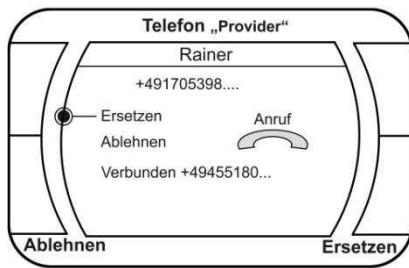 Telefon „Provider“
Rainer
+491705398....
Ersetzen
Anruf
Ablehnen
Verbunden +49455180...
Ablehnen
Ersetzen